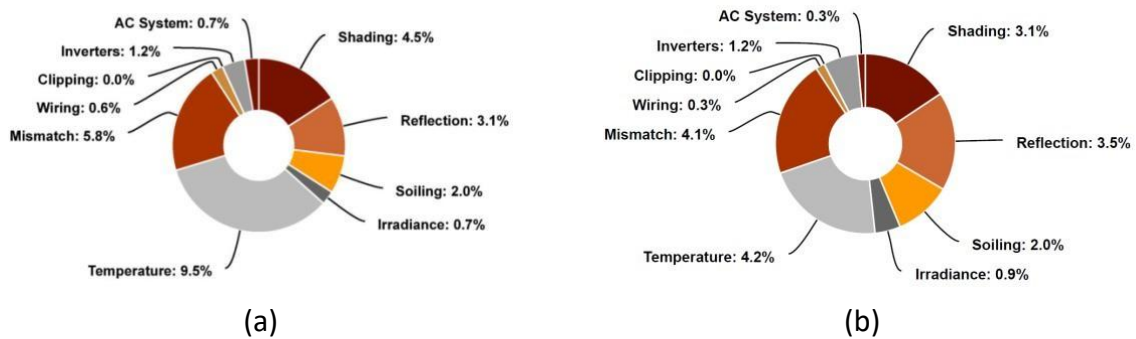 AC System: 0.7%
Shading: 4.5%
Inverters: 1.2%
Clipping: 0.0%
Wiring: 0.6%
Mismatch: 5.8%
Reflection: 3.1%
Soiling: 2.0%
Irradiance: 0.7%
Temperature: 9.5%
(a)
AC System: 0.3%
Shading: 3.1%
Inverters: 1.2%
Clipping: 0.0%
Wiring: 0.3%
Mismatch: 4.1%
Reflection: 3.5%
Soiling: 2.0%
Temperature: 4.2%
Irradiance: 0.9%
(b)